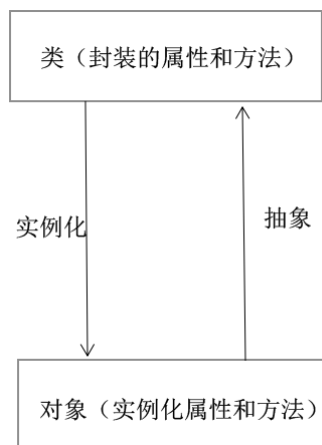 类（封装的属性和方法）
实例化
抽象
对象（实例化属性和方法）